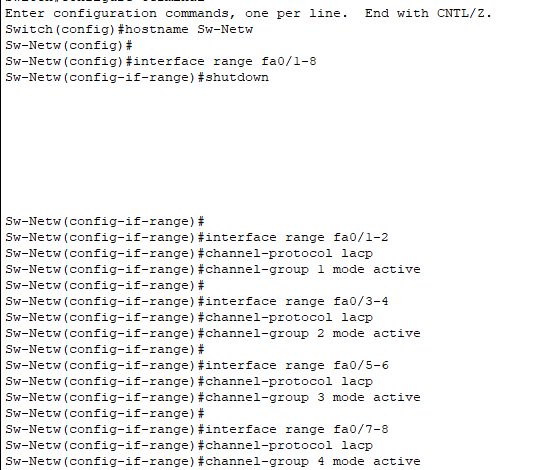 Enter configuration commands, one per line.  End with CNTL/Z.
Switch(config)#hostname Sw-Netw
Sw-Netw(config)#
Sw-Netw(config)#interface range fa0/1-8
Sw-Netw(config-if-range)#shutdown
Sw-Netw(config-if-range)#
Sw-Netw(config-if-range)#interface range fa0/1-2
Sw-Netw(config-if-range)#channel-protocol lacp
Sw-Netw(config-if-range)#channel-group 1 mode active
Sw-Netw(config-if-range)#
Sw-Netw(config-if-range)#interface range fa0/3-4
Sw-Netw(config-if-range)#channel-protocol lacp
Sw-Netw(config-if-range)#channel-group 2 mode active
Sw-Netw(config-if-range)#
Sw-Netw(config-if-range)#interface range fa0/5-6
Sw-Netw(config-if-range)#channel-protocol lacp
Sw-Netw(config-if-range)#channel-group 3 mode active
Sw-Netw(config-if-range)#
Sw-Netw(config-if-range)#interface range fa0/7-8
Sw-Netw(config-if-range)#channel-protocol lacp
Sw-Netw(config-if-range)#channel-group 4 mode active